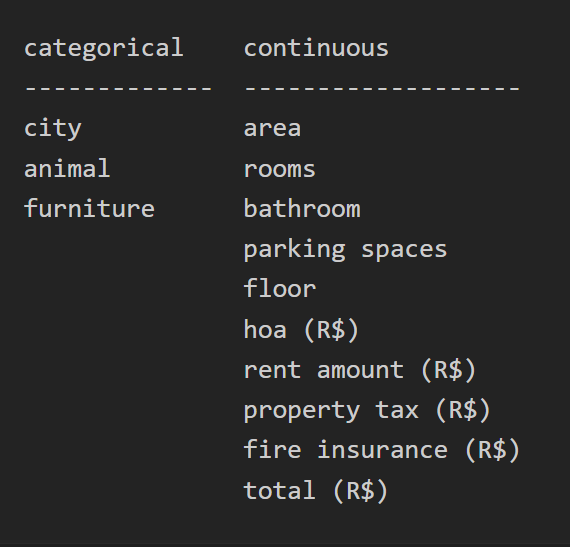 categorical    continuous
-------------  -------------------
city           area
animal         rooms
furniture      bathroom
               parking spaces
               floor
               hoa (R$)
               rent amount (R$)
               property tax (R$)
               fire insurance (R$)
               total (R$)